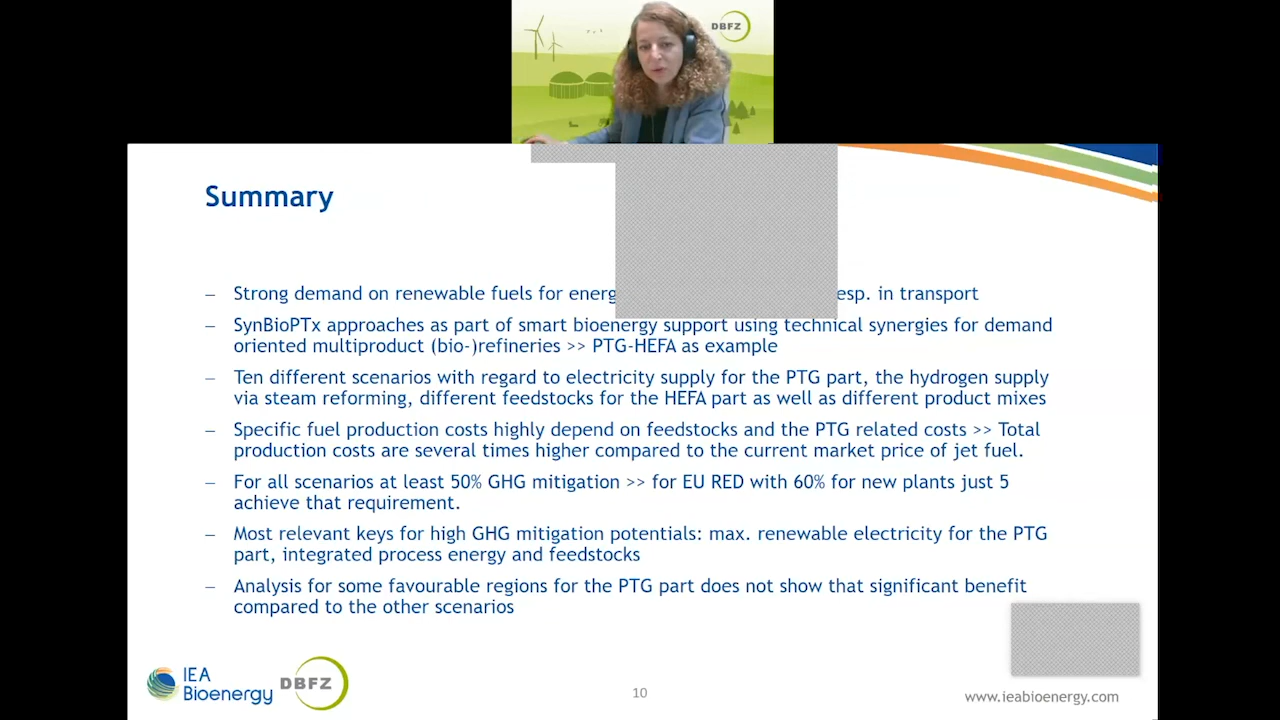 DBFZ
Summary
– Strong demand on renewable fuels for energ esp. in transport
– SynBioPTx approaches as part of smart bioenergy support using technical synergies for demand
oriented multiproduct (bio-)refineries >> PTG-HEFA as example
– Ten different scenarios with regard to electricity supply for the PTG part, the hydrogen supply
via steam reforming, different feedstocks for the HEFA part as well as different product mixes
– Specific fuel production costs highly depend on feedstocks and the PTG related costs >> Total
production costs are several times higher compared to the current market price of jet fuel.
– For all scenarios at least 50% GHG mitigation >> for EU RED with 60% for new plants just 5
achieve that requirement.
– Most relevant keys for high GHG mitigation potentials: max. renewable electricity for the PTG
part, integrated process energy and feedstocks
– Analysis for some favourable regions for the PTG part does not show that significant benefit
compared to the other scenarios
IEA
Bioenergy
DBFZ
10
www.ieabioenergy.com